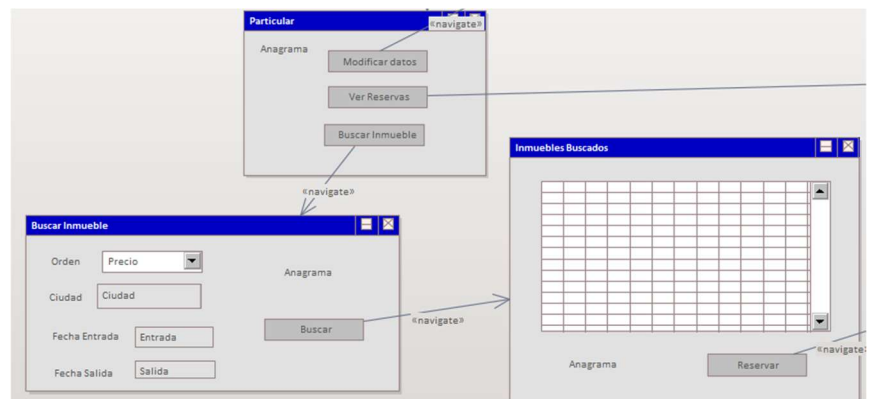 Particular
«navigate»
Anagrama
Modificar datos
Ver Reservas
Buscar Inmueble
«navigate»
Buscar Inmueble
Orden Precio
Anagrama
Ciudad Ciudad
Fecha Entrada Entrada
Buscar
Fecha Salida Salida
«navigate»
Inmuebles Buscados
Anagrama
Reservar
«navigate»